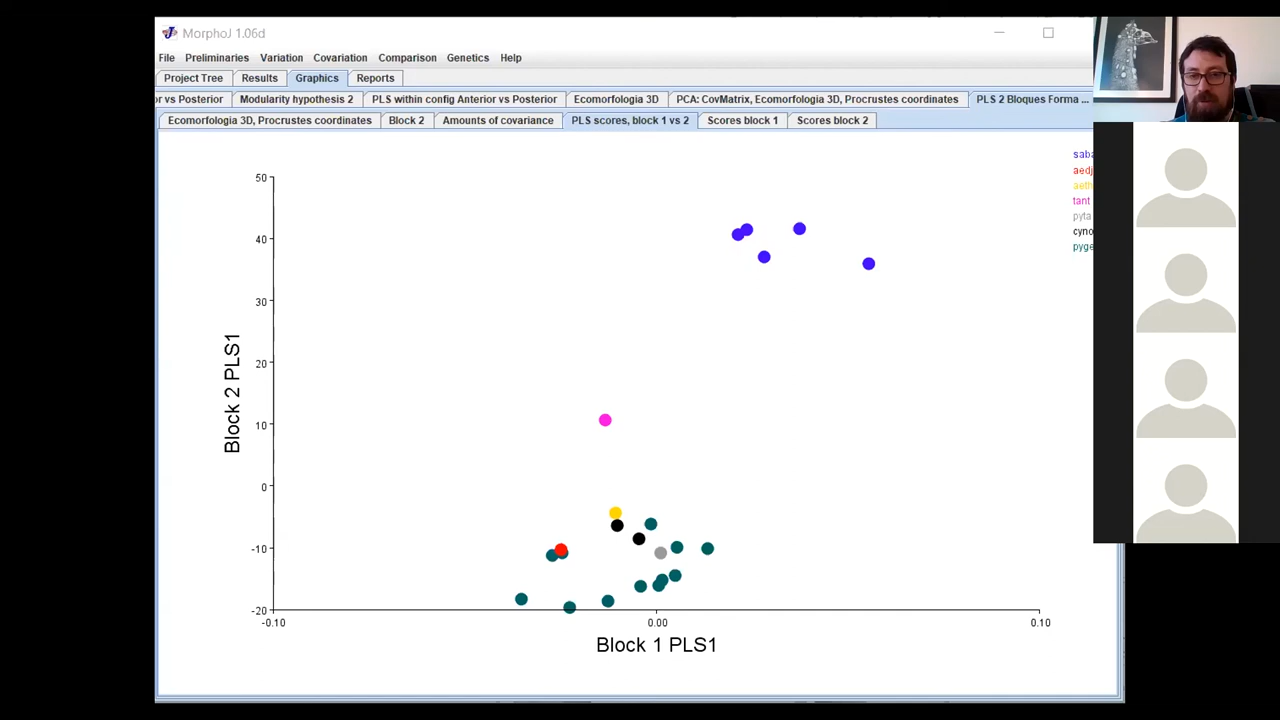 MorphoJ 1.06d
File Preliminaries Variation Covariation Comparison Genetics Help
Project Tree Results Graphics Reports
or vs Posterior Modularity hypothesis 2 PLS within config Anterior vs Posterior Ecomorfologia 3D PCA: CovMatrix, Ecomorfologia 3D, Procrustes coordinates PLS 2 Bloques Forma ...
Ecomorfologia 3D, Procrustes coordinates Block 2 Amounts of covariance PLS scores, block 1 vs 2 Scores block 1 Scores block 2
saba
aedj
aeth
tant
pyta
cyno
pyge
50
40
30
20
10
0
-10
-20
Block 2 PLS1
-0.10 0.00 0.10
Block 1 PLS1